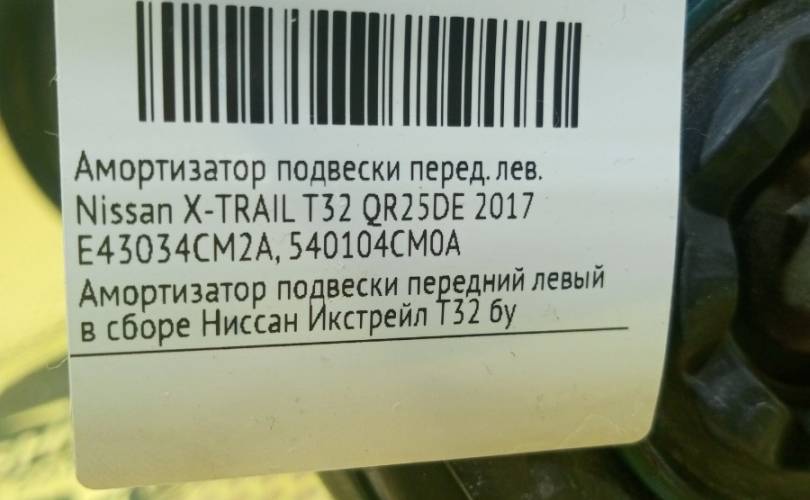 Амортизатор подвески перед. лев.
Nissan X-TRAIL T32 QR25DE 2017
E43034CM2A, 540104CM0A
Амортизатор подвески передний левый
в сборе Ниссан Икстрейл Т32 бу